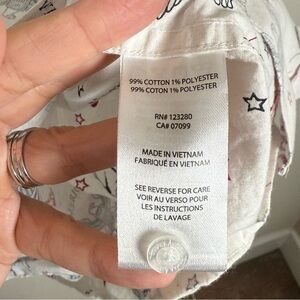 99% COTTON 1% POLYESTER
99% COTTON 1% POLYESTER
RN# 123280
CA# 07099
MADE IN VIETNAM
FABRIQUÉ EN VIETNAM
SEE REVERSE FOR CARE
VOIR AU VERSO POUR
LES INSTRUCTIONS
DE LAVAGE